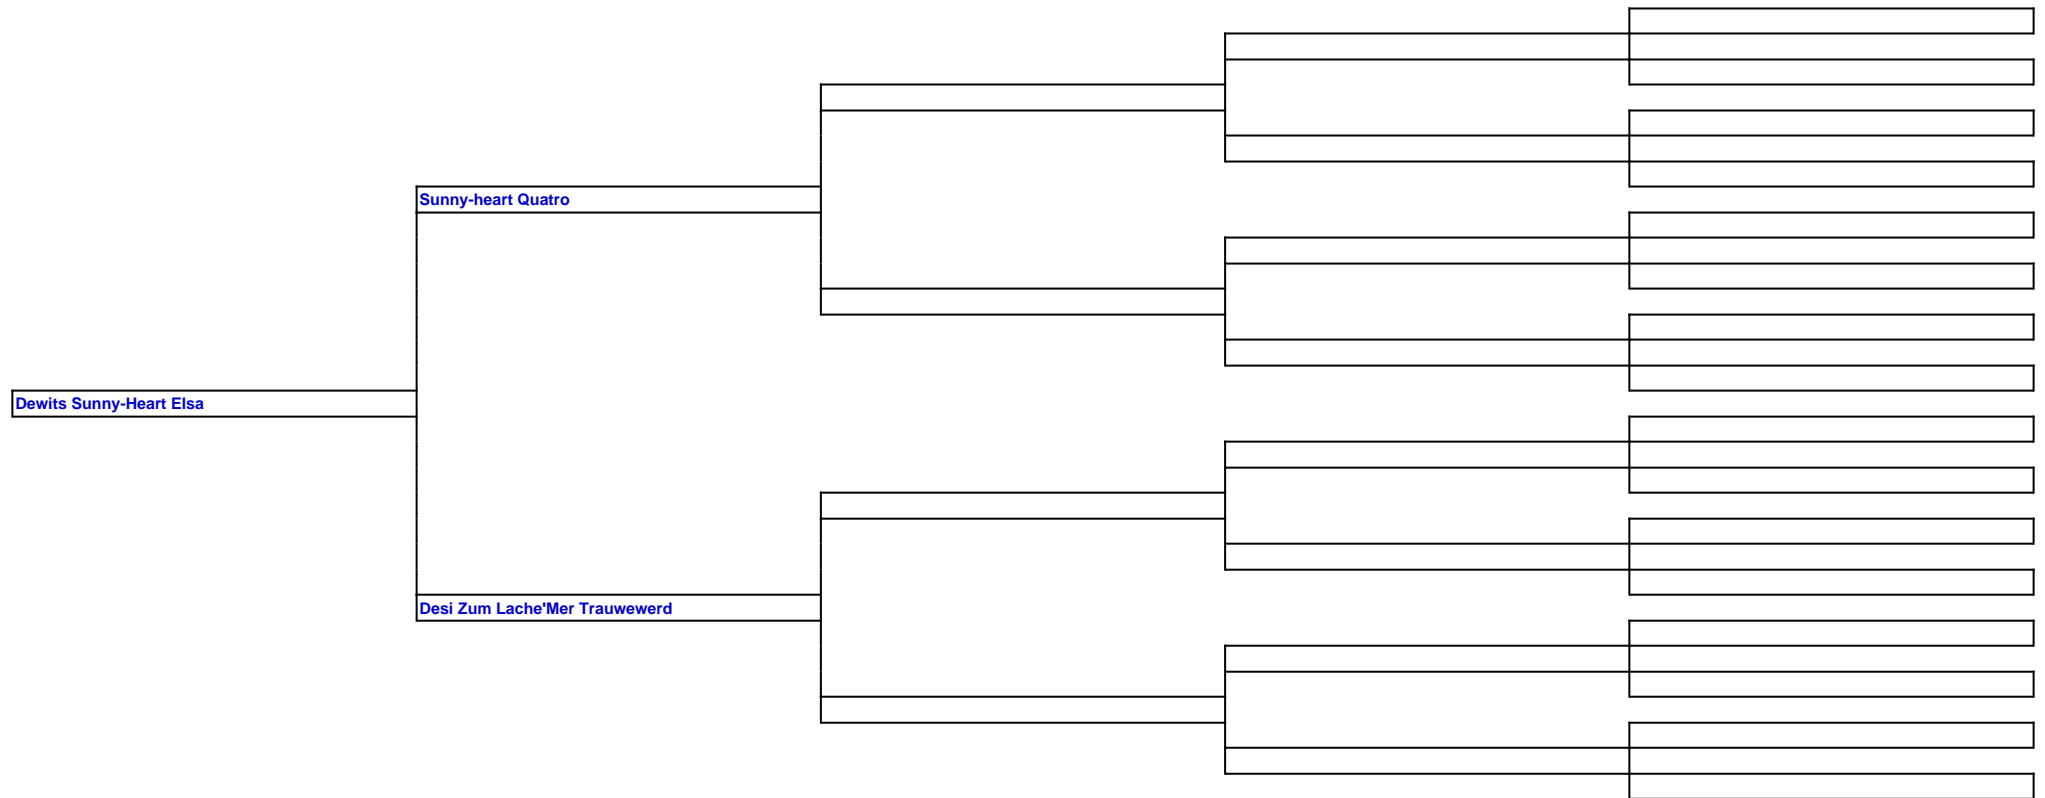 Sunny-heart Quatro
Dewits Sunny-Heart Elsa
Desi Zum Lache'Mer Trauwewerd